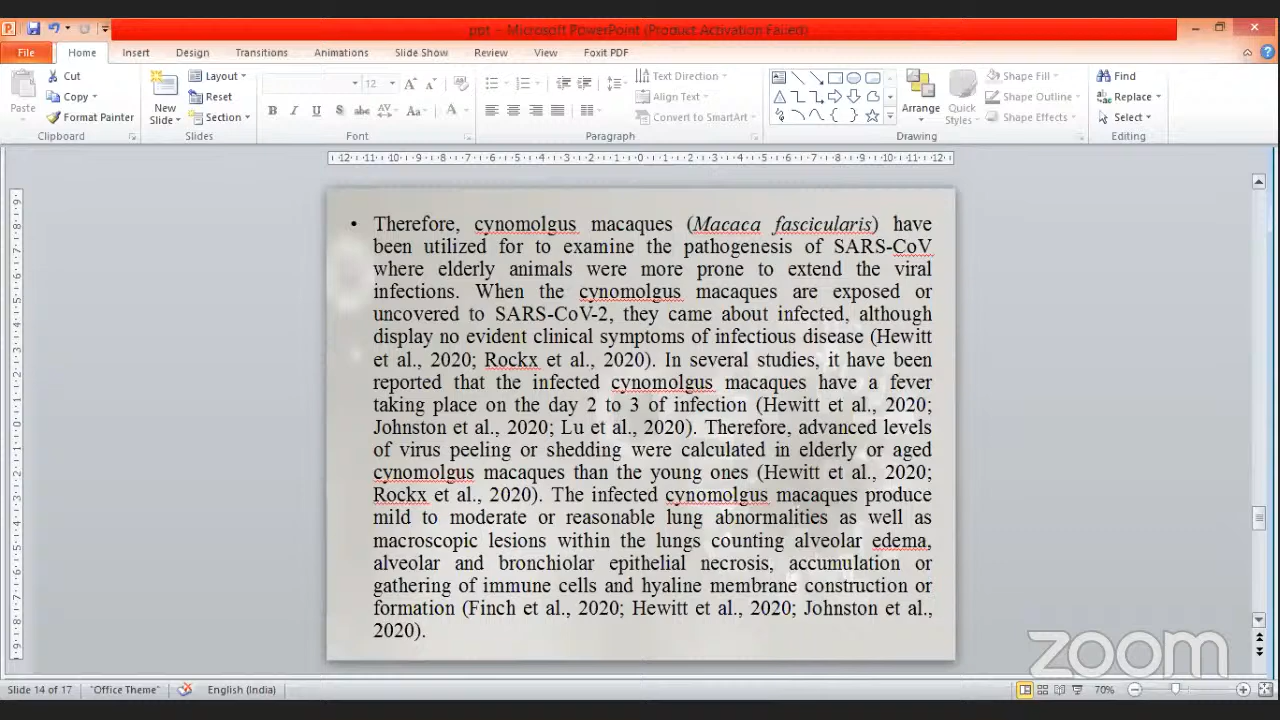 ppt - Microsoft PowerPoint (Product Activation Failed)
File Home Insert Design Transitions Animations Slide Show Review View Foxit PDF
Paste
Cut
Copy
Format Painter
Clipboard
New Slide
Layout
Reset
Section
Slides
12
Font
Text Direction
Align Text
Convert to SmartArt
Paragraph
Arrange
Quick Styles
Shape Fill
Shape Outline
Shape Effects
Drawing
Find
Replace
Select
Editing
• Therefore, cynomolgus macaques (Macaca fascicularis) have
been utilized for to examine the pathogenesis of SARS-CoV
where elderly animals were more prone to extend the viral
infections. When the cynomolgus macaques are exposed or
uncovered to SARS-CoV-2, they came about infected, although
display no evident clinical symptoms of infectious disease (Hewitt
et al., 2020; Rockx et al., 2020). In several studies, it have been
reported that the infected cynomolgus macaques have a fever
taking place on the day 2 to 3 of infection (Hewitt et al., 2020;
Johnston et al., 2020; Lu et al., 2020). Therefore, advanced levels
of virus peeling or shedding were calculated in elderly or aged
cynomolgus macaques than the young ones (Hewitt et al., 2020;
Rockx et al., 2020). The infected cynomolgus macaques produce
mild to moderate or reasonable lung abnormalities as well as
macroscopic lesions within the lungs counting alveolar edema,
alveolar and bronchiolar epithelial necrosis, accumulation or
gathering of immune cells and hyaline membrane construction or
formation (Finch et al., 2020; Hewitt et al., 2020; Johnston et al.,
2020).
zoom
Slide 14 of 17 "Office Theme" English (India) 70%